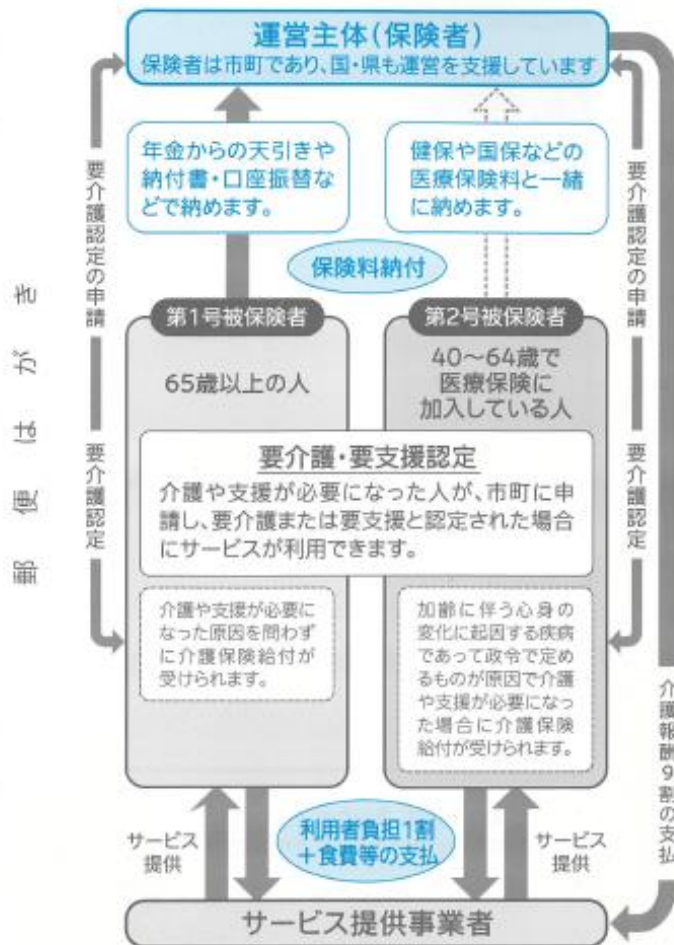 運営主体(保険者)
保険者は市町であり、国・県も運営を支援しています
年金からの天引きや
納付書・口座振替な
どで納めます。
健保や国保などの
医療保険料と一緒
に納めます。
保険料納付
要介護認定の申請
要介護認定の申請
要介護認定
要介護認定
第1号被保険者
65歳以上の人
第2号被保険者
40〜64歳で
医療保険に
加入している人
要介護・要支援認定
介護や支援が必要になった人が、市町に申
請し、要介護または要支援と認定された場合
にサービスが利用できます。
介護や支援が必要に
なった原因を問わず
に介護保険給付が
受けられます。
加齢に伴う心身の
変化に起因する疾病
であって政令で定め
るものが原因で介護
や支援が必要になっ
た場合に介護保険
給付が受けられます。
サービス
提供
利用者負担1割
+食費等の支払
サービス
提供
介護報酬9割の支払
サービス提供事業者
郵便はがき